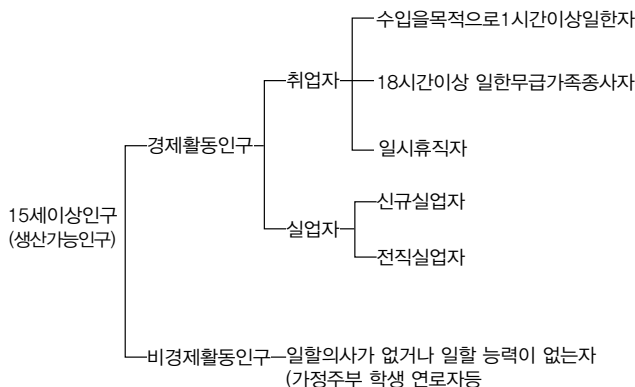 수입을목적으로1시간이상일한자
취업자
18시간이상 일한무급가족종사자
경제활동인구
일시휴직자
15세이상인구
(생산가능인구)
신규실업자
실업자
전직실업자
비경제활동인구
일할의사가 없거나 일할 능력이 없는자
(가정주부 학생 연로자등